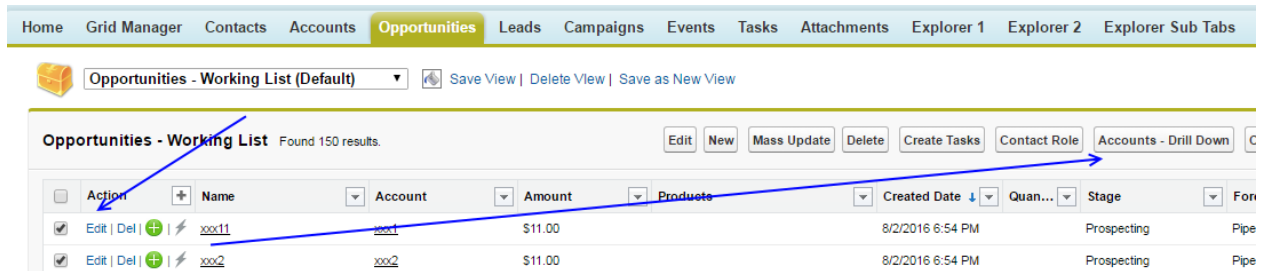 Home Grid Manager Contacts Accounts Opportunities Leads Campaigns Events Tasks Attachments Explorer 1 Explorer 2 Explorer Sub Tabs
Opportunities - Working List (Default) Save View | Delete VIew | Save as New View
Opportunities - Working List Found 150 results. Edit New Mass Update Delete Create Tasks Contact Role Accounts - Drill Down
Action Name Account Amount Products Created Date Quan... Stage
Edit | Del | xxx11 xxx1 $11.00 8/2/2016 6:54 PM Prospecting Pipe
Edit | Del | xxx2 xxx2 $11.00 8/2/2016 6:54 PM Prospecting Pipe